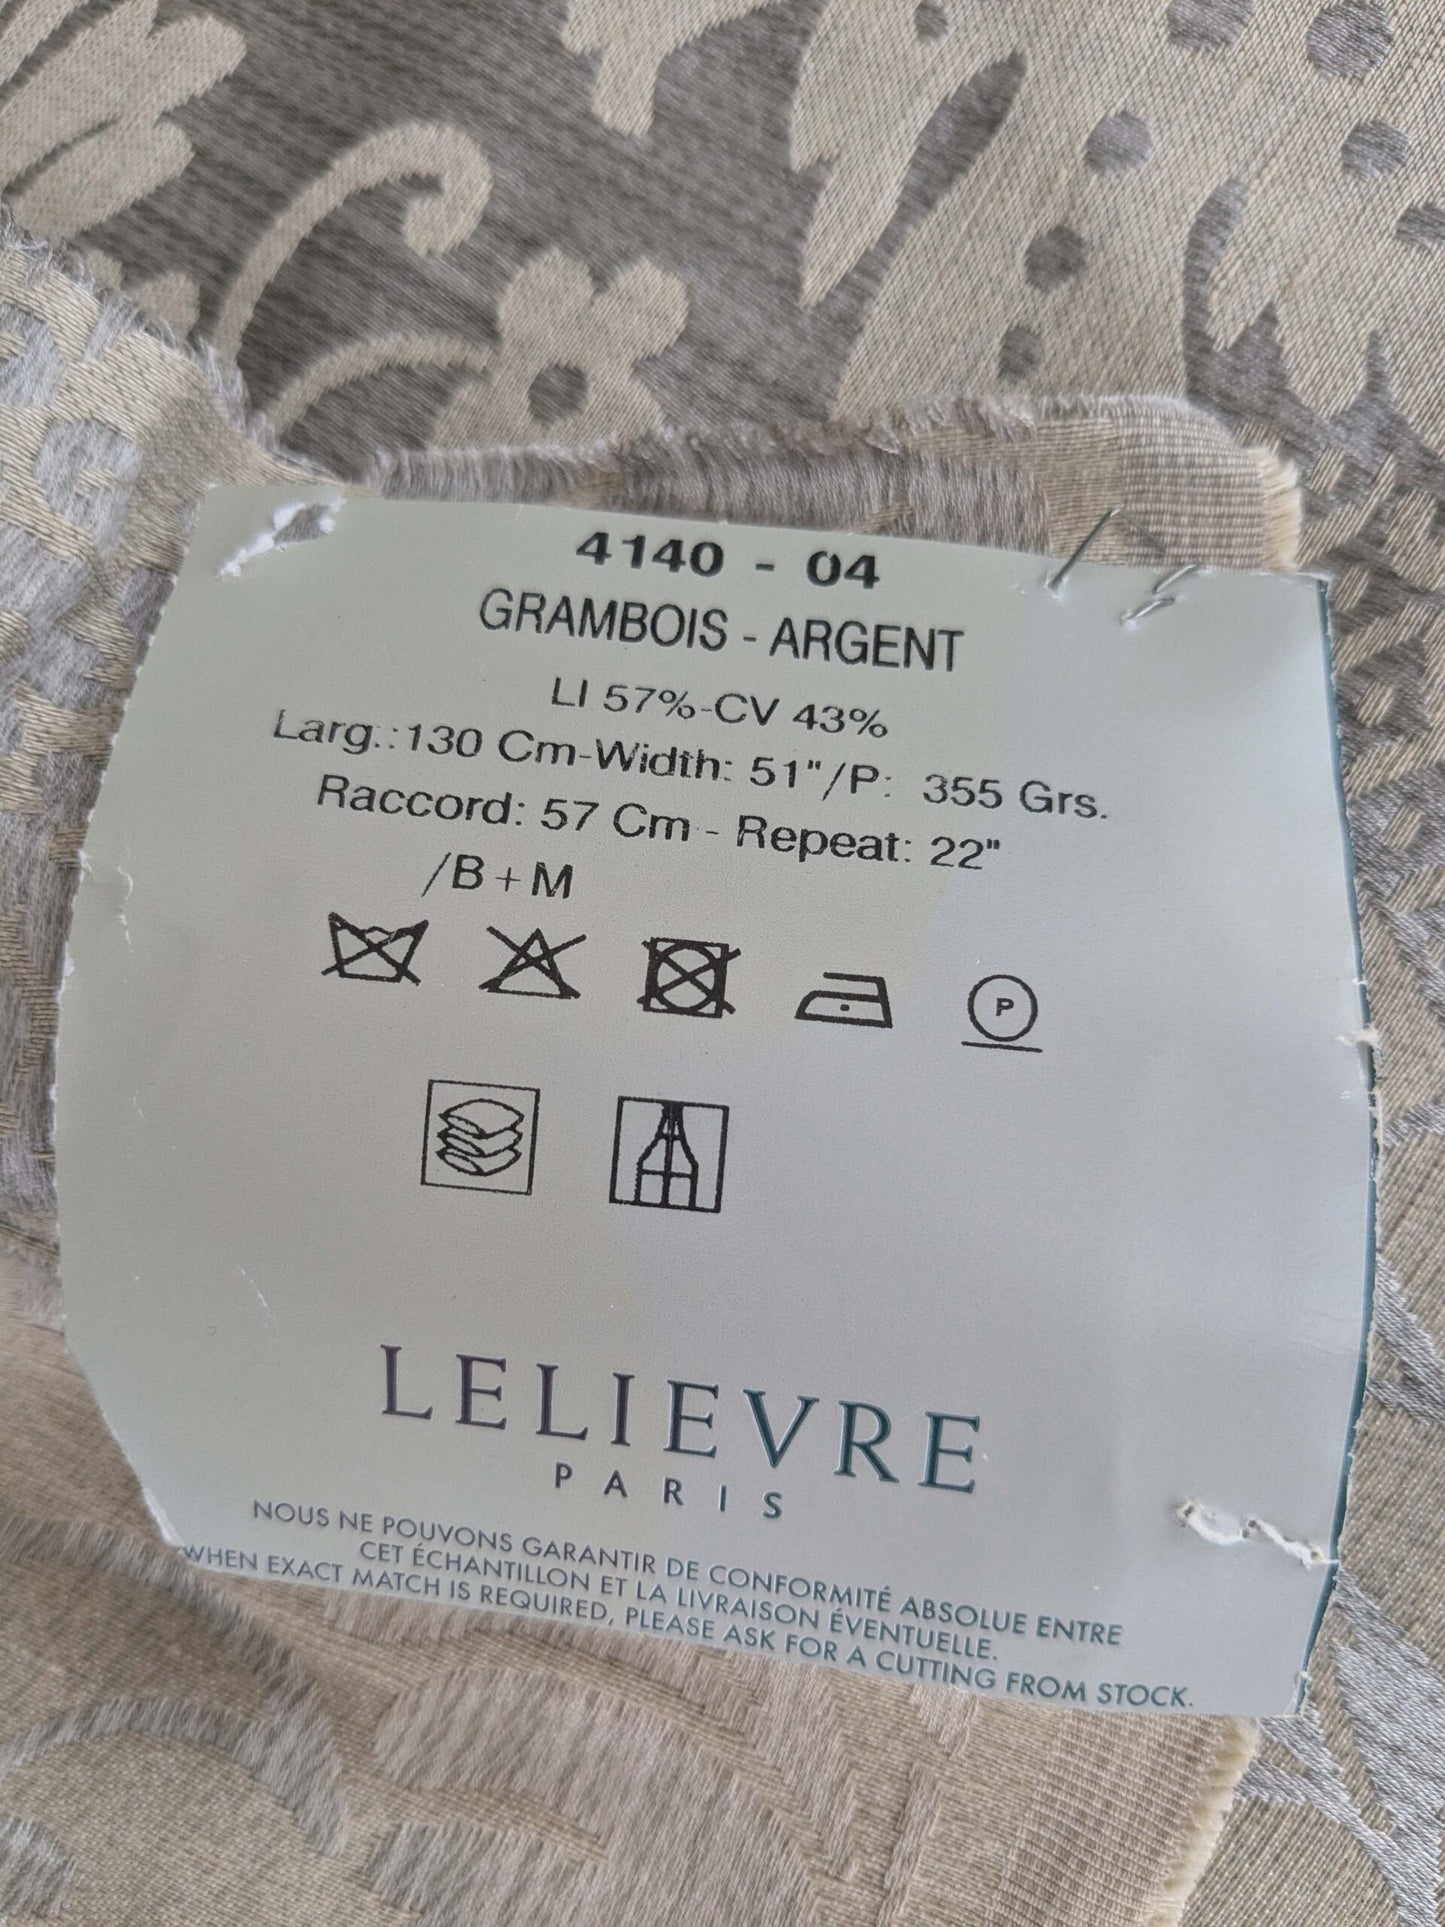 4140 - 04
GRAMBOIS - ARGENT
LI 57%-CV 43%
Larg.:130 Cm-Width: 51"/P: 355 Grs.
Raccord: 57 Cm - Repeat: 22"
/B+M
P
LELIEVRE
PARIS
NOUS NE POUVONS GARANTIR DE CONFORMITÉ ABSOLUE ENTRE
CET ÉCHANTILLON ET LA LIVRAISON ÉVENTUELLE.
WHEN EXACT MATCH IS REQUIRED, PLEASE ASK FOR A CUTTING FROM STOCK.